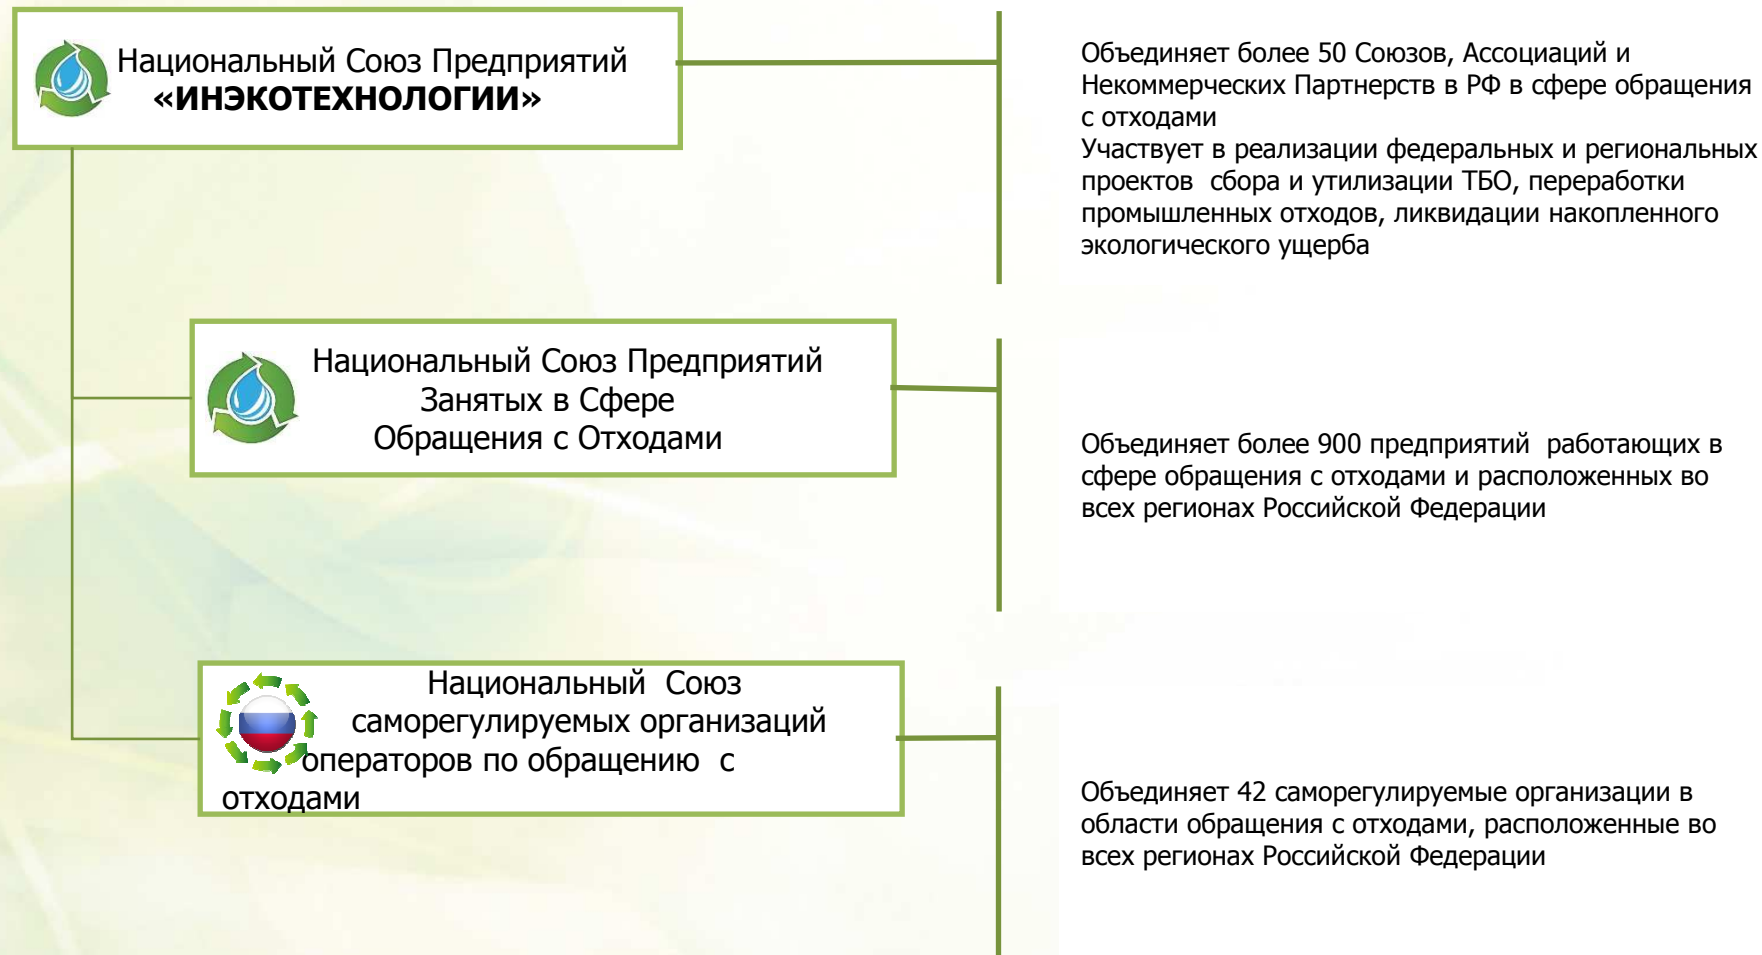 Национальный Союз Предприятий
«ИНЭКОТЕХНОЛОГИИ»
Объединяет более 50 Союзов, Ассоциаций и
Некоммерческих Партнерств в РФ в сфере обращения
с отходами
Участвует в реализации федеральных и региональных
проектов  сбора и утилизации ТБО, переработки
промышленных отходов, ликвидации накопленного
экологического ущерба
Национальный Союз Предприятий
Занятых в Сфере
Обращения с Отходами
Объединяет более 900 предприятий  работающих в
сфере обращения с отходами и расположенных во
всех регионах Российской Федерации
Национальный  Союз
саморегулируемых организаций
операторов по обращению  с
отходами
Объединяет 42 саморегулируемые организации в
области обращения с отходами, расположенные во
всех регионах Российской Федерации